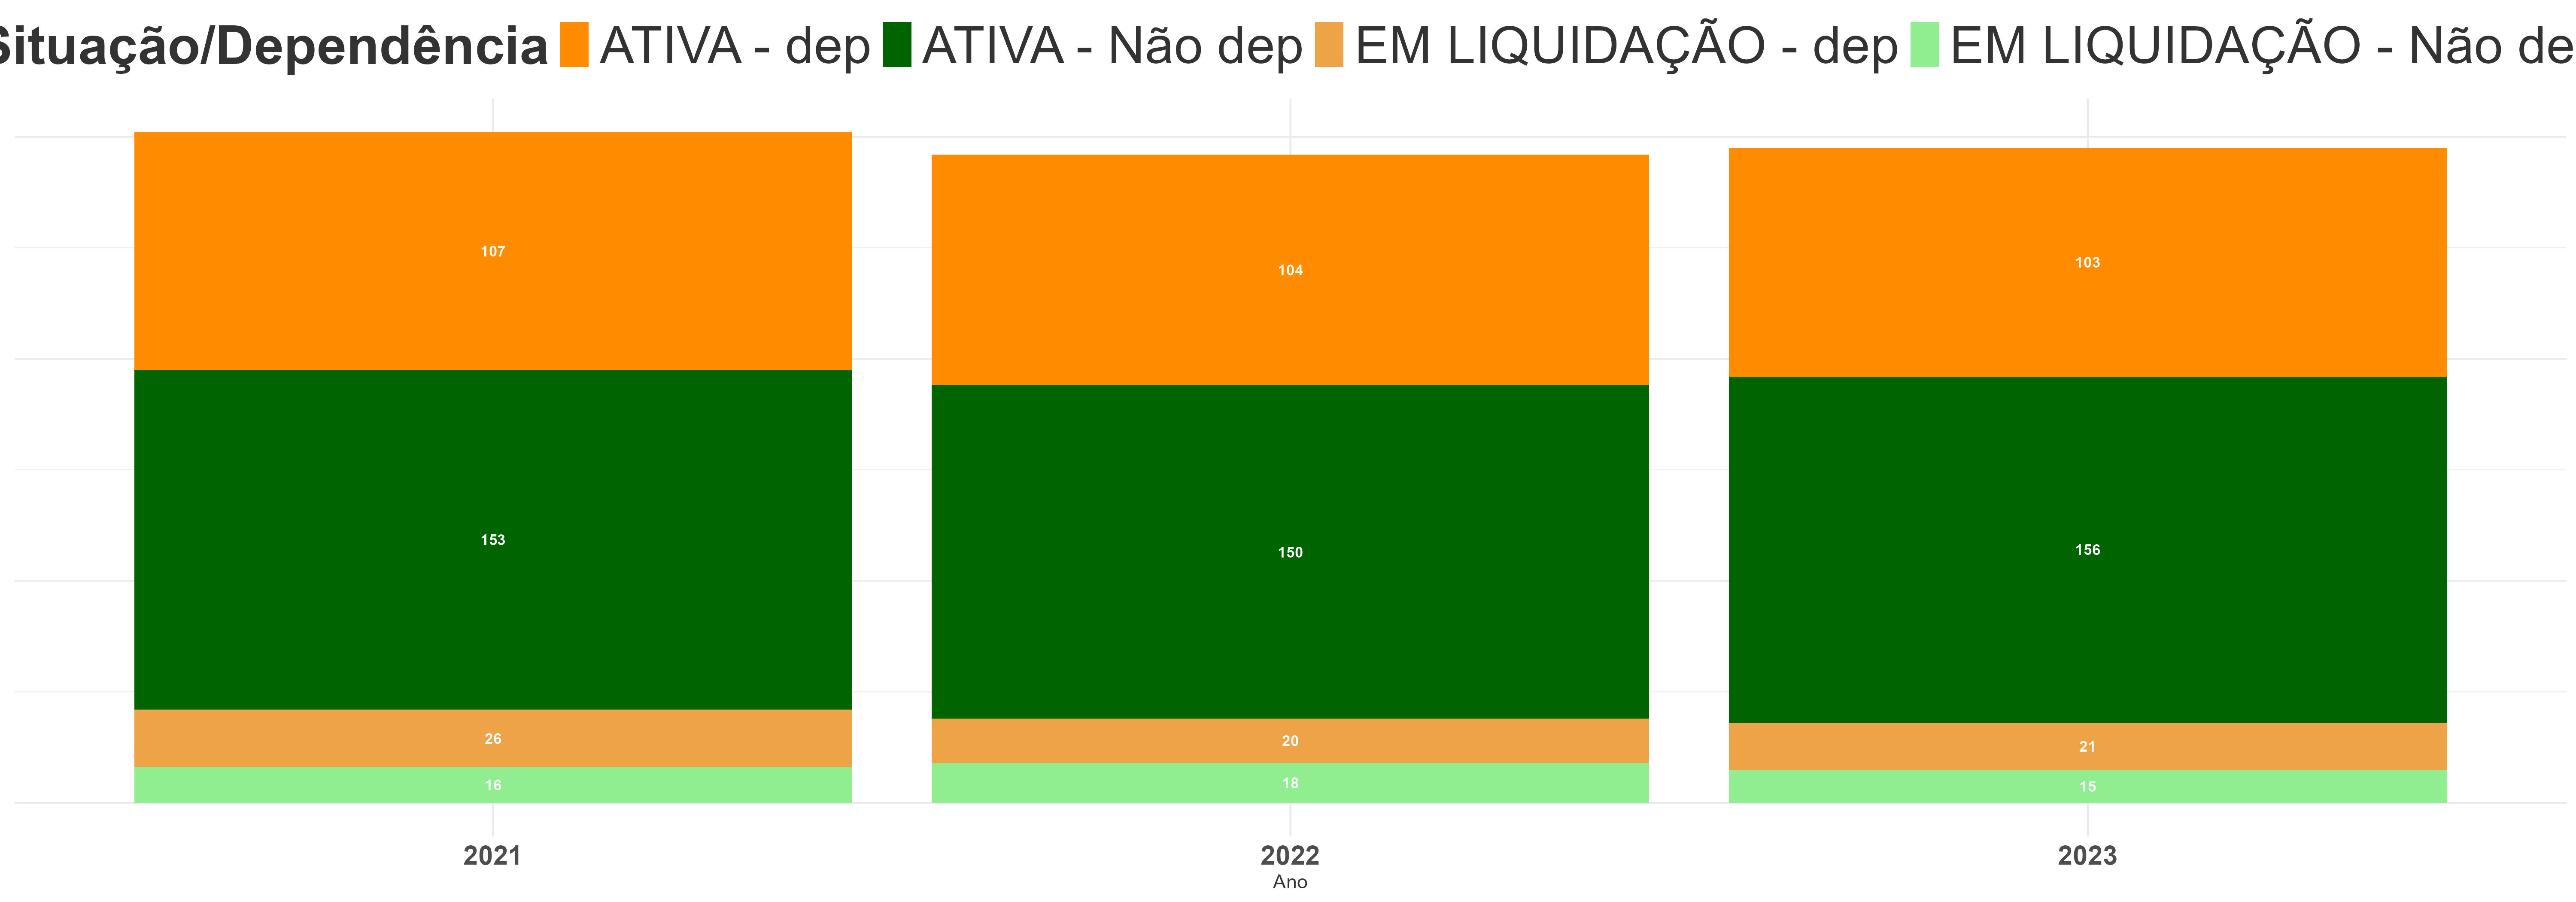 Situação/Dependência ATIVA - dep ATIVA - Não dep EM LIQUIDAÇÃO - dep EM LIQUIDAÇÃO - Não de
107 104 103
153 150 156
26 20 21
16 18 15
2021 2022 2023
Ano